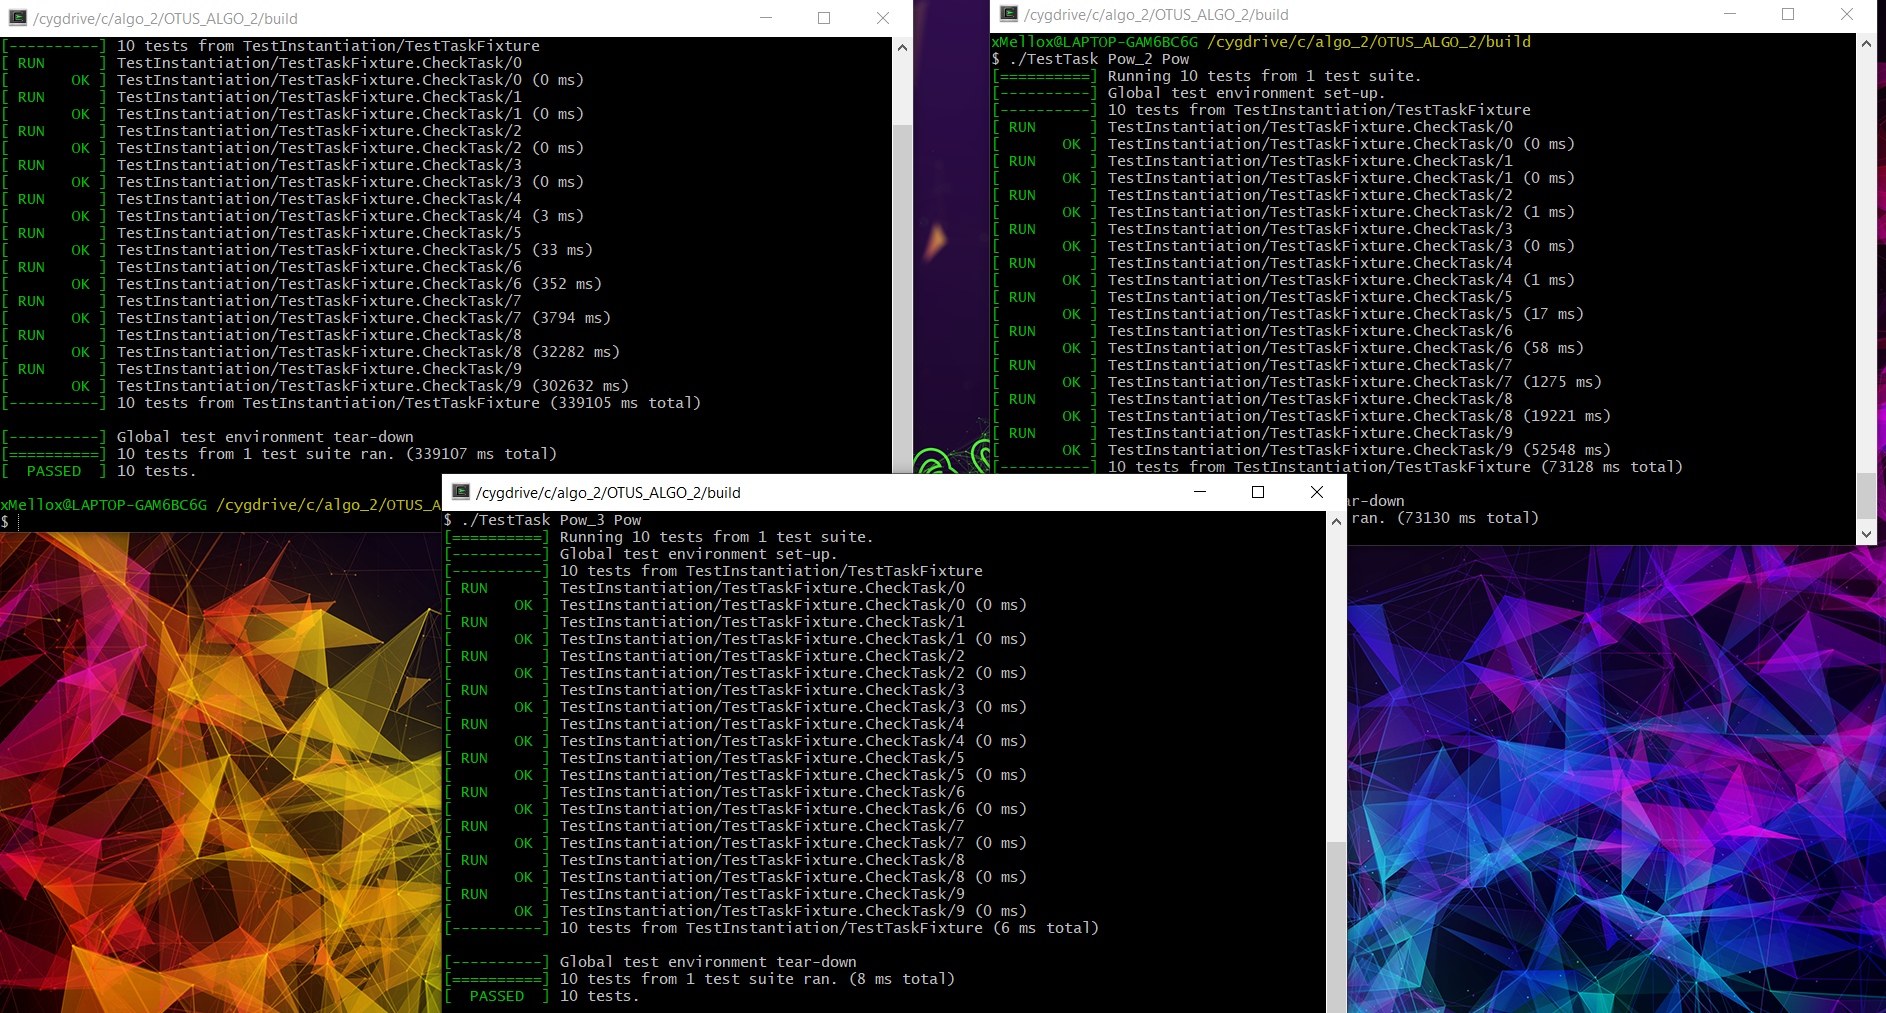 /cygdrive/c/algo_2/OTUS_ALGO_2/build
[----------] 10 tests from TestInstantiation/TestTaskFixture
[ RUN      ] TestInstantiation/TestTaskFixture.CheckTask/0
[       OK ] TestInstantiation/TestTaskFixture.CheckTask/0 (0 ms)
[ RUN      ] TestInstantiation/TestTaskFixture.CheckTask/1
[       OK ] TestInstantiation/TestTaskFixture.CheckTask/1 (0 ms)
[ RUN      ] TestInstantiation/TestTaskFixture.CheckTask/2
[       OK ] TestInstantiation/TestTaskFixture.CheckTask/2 (0 ms)
[ RUN      ] TestInstantiation/TestTaskFixture.CheckTask/3
[       OK ] TestInstantiation/TestTaskFixture.CheckTask/3 (0 ms)
[ RUN      ] TestInstantiation/TestTaskFixture.CheckTask/4
[       OK ] TestInstantiation/TestTaskFixture.CheckTask/4 (3 ms)
[ RUN      ] TestInstantiation/TestTaskFixture.CheckTask/5
[       OK ] TestInstantiation/TestTaskFixture.CheckTask/5 (33 ms)
[ RUN      ] TestInstantiation/TestTaskFixture.CheckTask/6
[       OK ] TestInstantiation/TestTaskFixture.CheckTask/6 (352 ms)
[ RUN      ] TestInstantiation/TestTaskFixture.CheckTask/7
[       OK ] TestInstantiation/TestTaskFixture.CheckTask/7 (3794 ms)
[ RUN      ] TestInstantiation/TestTaskFixture.CheckTask/8
[       OK ] TestInstantiation/TestTaskFixture.CheckTask/8 (32282 ms)
[ RUN      ] TestInstantiation/TestTaskFixture.CheckTask/9
[       OK ] TestInstantiation/TestTaskFixture.CheckTask/9 (302632 ms)
[----------] 10 tests from TestInstantiation/TestTaskFixture (339105 ms total)
[----------] Global test environment tear-down
[==========] 10 tests from 1 test suite ran. (339107 ms total)
[  PASSED  ] 10 tests.
xMellox@LAPTOP-GAM6BC6G /cygdrive/c/algo_2/OTUS_A
$
/cygdrive/c/algo_2/OTUS_ALGO_2/build
xMellox@LAPTOP-GAM6BC6G /cygdrive/c/algo_2/OTUS_ALGO_2/build
$ ./TestTask Pow_2 Pow
[==========] Running 10 tests from 1 test suite.
[----------] Global test environment set-up.
[----------] 10 tests from TestInstantiation/TestTaskFixture
[ RUN      ] TestInstantiation/TestTaskFixture.CheckTask/0
[       OK ] TestInstantiation/TestTaskFixture.CheckTask/0 (0 ms)
[ RUN      ] TestInstantiation/TestTaskFixture.CheckTask/1
[       OK ] TestInstantiation/TestTaskFixture.CheckTask/1 (0 ms)
[ RUN      ] TestInstantiation/TestTaskFixture.CheckTask/2
[       OK ] TestInstantiation/TestTaskFixture.CheckTask/2 (1 ms)
[ RUN      ] TestInstantiation/TestTaskFixture.CheckTask/3
[       OK ] TestInstantiation/TestTaskFixture.CheckTask/3 (0 ms)
[ RUN      ] TestInstantiation/TestTaskFixture.CheckTask/4
[       OK ] TestInstantiation/TestTaskFixture.CheckTask/4 (1 ms)
[ RUN      ] TestInstantiation/TestTaskFixture.CheckTask/5
[       OK ] TestInstantiation/TestTaskFixture.CheckTask/5 (17 ms)
[ RUN      ] TestInstantiation/TestTaskFixture.CheckTask/6
[       OK ] TestInstantiation/TestTaskFixture.CheckTask/6 (58 ms)
[ RUN      ] TestInstantiation/TestTaskFixture.CheckTask/7
[       OK ] TestInstantiation/TestTaskFixture.CheckTask/7 (1275 ms)
[ RUN      ] TestInstantiation/TestTaskFixture.CheckTask/8
[       OK ] TestInstantiation/TestTaskFixture.CheckTask/8 (19221 ms)
[ RUN      ] TestInstantiation/TestTaskFixture.CheckTask/9
[       OK ] TestInstantiation/TestTaskFixture.CheckTask/9 (52548 ms)
[----------] 10 tests from TestInstantiation/TestTaskFixture (73128 ms total)
ar-down
ran. (73130 ms total)
/cygdrive/c/algo_2/OTUS_ALGO_2/build
$ ./TestTask Pow_3 Pow
[==========] Running 10 tests from 1 test suite.
[----------] Global test environment set-up.
[----------] 10 tests from TestInstantiation/TestTaskFixture
[ RUN      ] TestInstantiation/TestTaskFixture.CheckTask/0
[       OK ] TestInstantiation/TestTaskFixture.CheckTask/0 (0 ms)
[ RUN      ] TestInstantiation/TestTaskFixture.CheckTask/1
[       OK ] TestInstantiation/TestTaskFixture.CheckTask/1 (0 ms)
[ RUN      ] TestInstantiation/TestTaskFixture.CheckTask/2
[       OK ] TestInstantiation/TestTaskFixture.CheckTask/2 (0 ms)
[ RUN      ] TestInstantiation/TestTaskFixture.CheckTask/3
[       OK ] TestInstantiation/TestTaskFixture.CheckTask/3 (0 ms)
[ RUN      ] TestInstantiation/TestTaskFixture.CheckTask/4
[       OK ] TestInstantiation/TestTaskFixture.CheckTask/4 (0 ms)
[ RUN      ] TestInstantiation/TestTaskFixture.CheckTask/5
[       OK ] TestInstantiation/TestTaskFixture.CheckTask/5 (0 ms)
[ RUN      ] TestInstantiation/TestTaskFixture.CheckTask/6
[       OK ] TestInstantiation/TestTaskFixture.CheckTask/6 (0 ms)
[ RUN      ] TestInstantiation/TestTaskFixture.CheckTask/7
[       OK ] TestInstantiation/TestTaskFixture.CheckTask/7 (0 ms)
[ RUN      ] TestInstantiation/TestTaskFixture.CheckTask/8
[       OK ] TestInstantiation/TestTaskFixture.CheckTask/8 (0 ms)
[ RUN      ] TestInstantiation/TestTaskFixture.CheckTask/9
[       OK ] TestInstantiation/TestTaskFixture.CheckTask/9 (0 ms)
[----------] 10 tests from TestInstantiation/TestTaskFixture (6 ms total)
[----------] Global test environment tear-down
[==========] 10 tests from 1 test suite ran. (8 ms total)
[  PASSED  ] 10 tests.